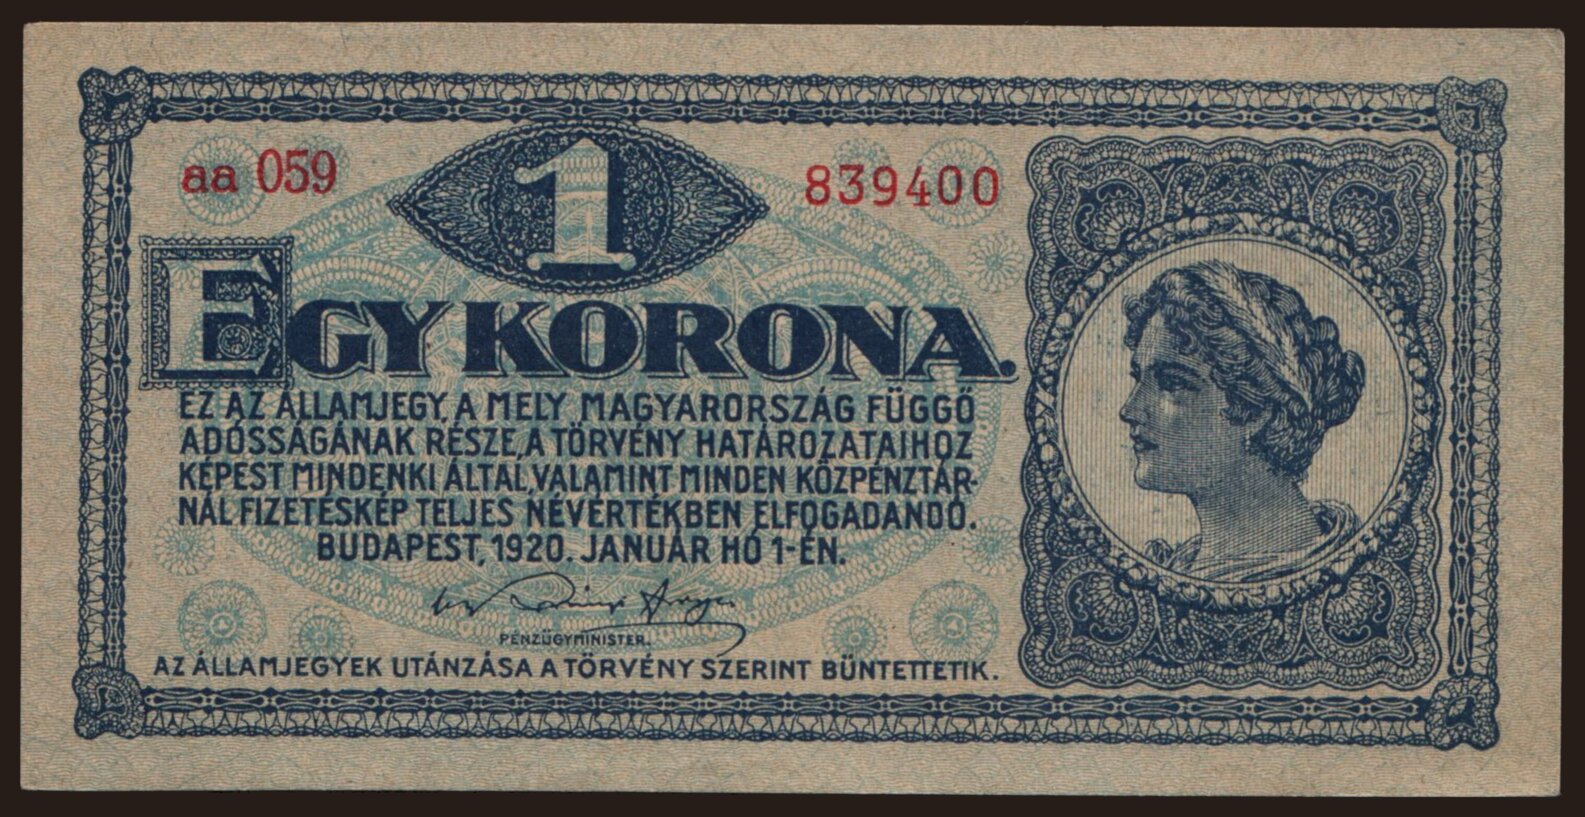 aa 059
1
839400
EGY KORONA.
EZ AZ ÁLLAMJEGY, A MELY MAGYARORSZÁG FÜGGŐ
ADÓSSÁGÁNAK RÉSZE, A TÖRVÉNY HATÁROZATAIHOZ
KÉPEST MINDENKI ÁLTAL, VALAMINT MINDEN KÖZPÉNZTÁR-
NÁL FIZETÉSKÉP TELJES NÉVÉRTÉKBEN ELFOGADANDÓ.
BUDAPEST, 1920. JANUÁR HÓ 1-ÉN.
PÉNZÜGYMINISTER.
AZ ÁLLAMJEGYEK UTÁNZÁSA A TÖRVÉNY SZERINT BÜNTETTETIK.